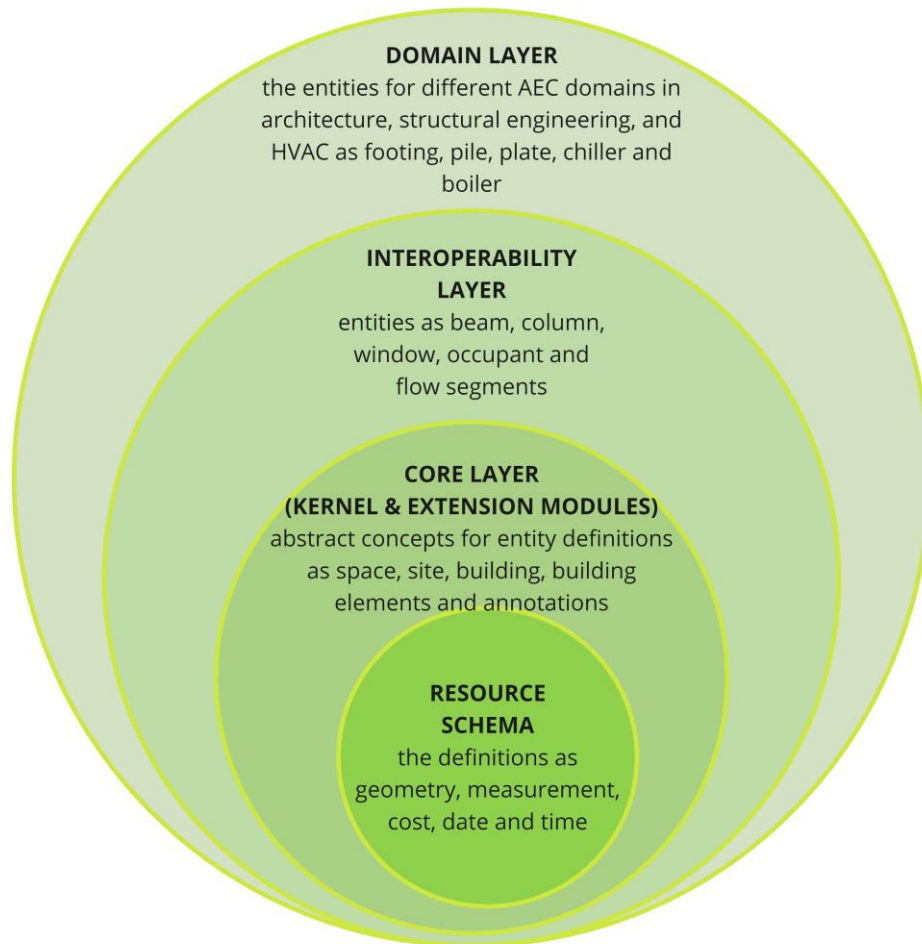 DOMAIN LAYER
the entities for different AEC domains in
architecture, structural engineering, and
HVAC as footing, pile, plate, chiller and
boiler
INTEROPERABILITY
LAYER
entities as beam, column,
window, occupant and
flow segments
CORE LAYER
(KERNEL & EXTENSION MODULES)
abstract concepts for entity definitions
as space, site, building, building
elements and annotations
RESOURCE
SCHEMA
the definitions as
geometry, measurement,
cost, date and time